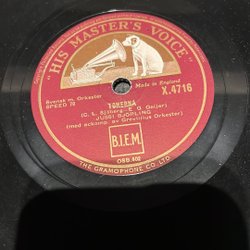 "HIS MASTER'S VOICE"
Made in England
Svensk m. Orkester
SPEED 78
X.4716
TONERNA
(C. L. Sjöberg - E G Geijer)
JUSSI BJÖRLING
(med ackomp. av Grevillius Orkester)
B.I.E.M
OSB.402
THE GRAMOPHONE CO. LTD.